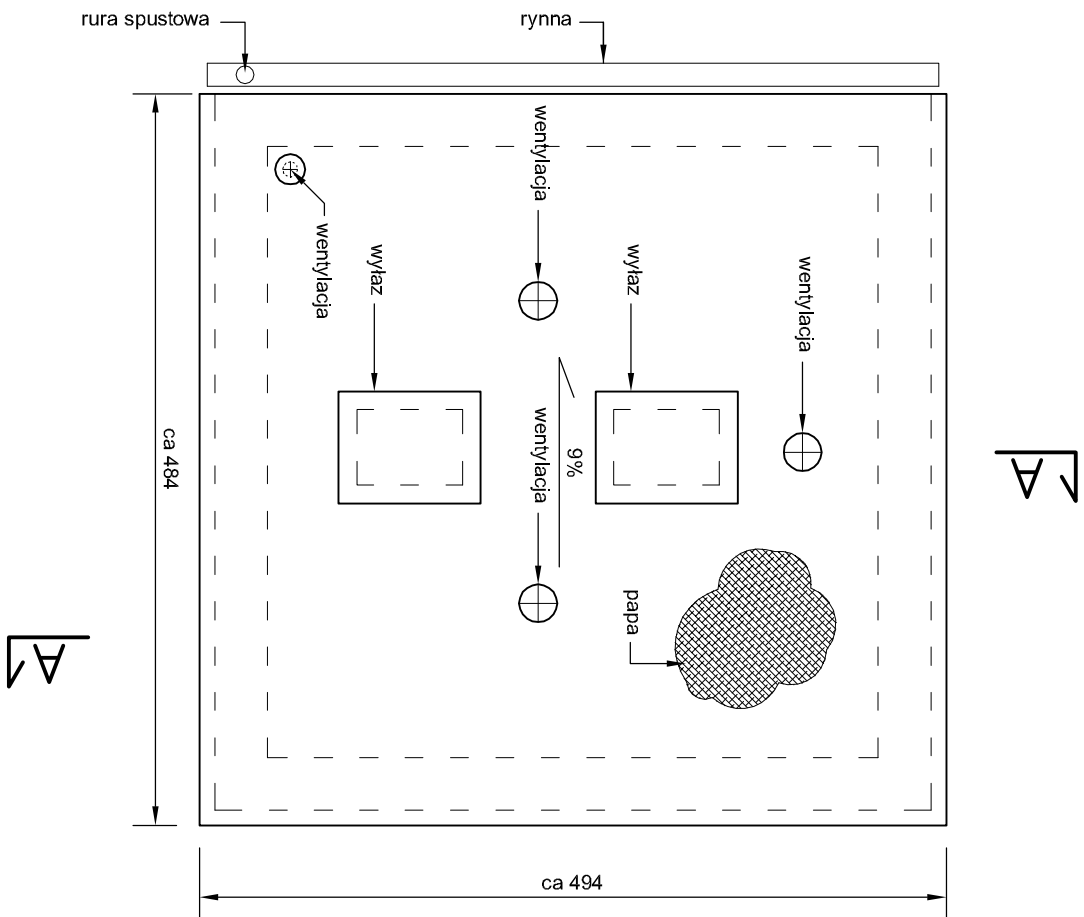 rura spustowa
rynna
wentylacja
wentylacja
wyłaz
wyłaz
wentylacja
wentylacja
9%
papa
ca 484
A
A
ca 494